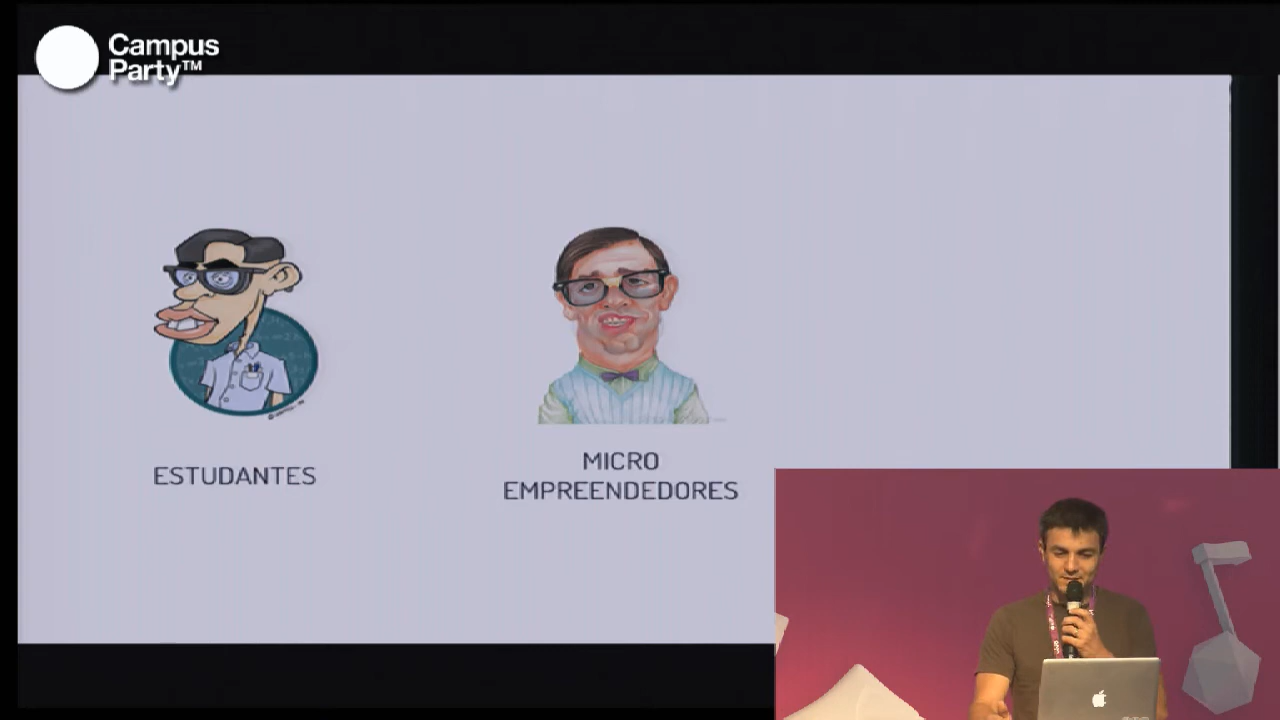 Campus
Party™
ESTUDANTES
MICRO
EMPREENDEDORES